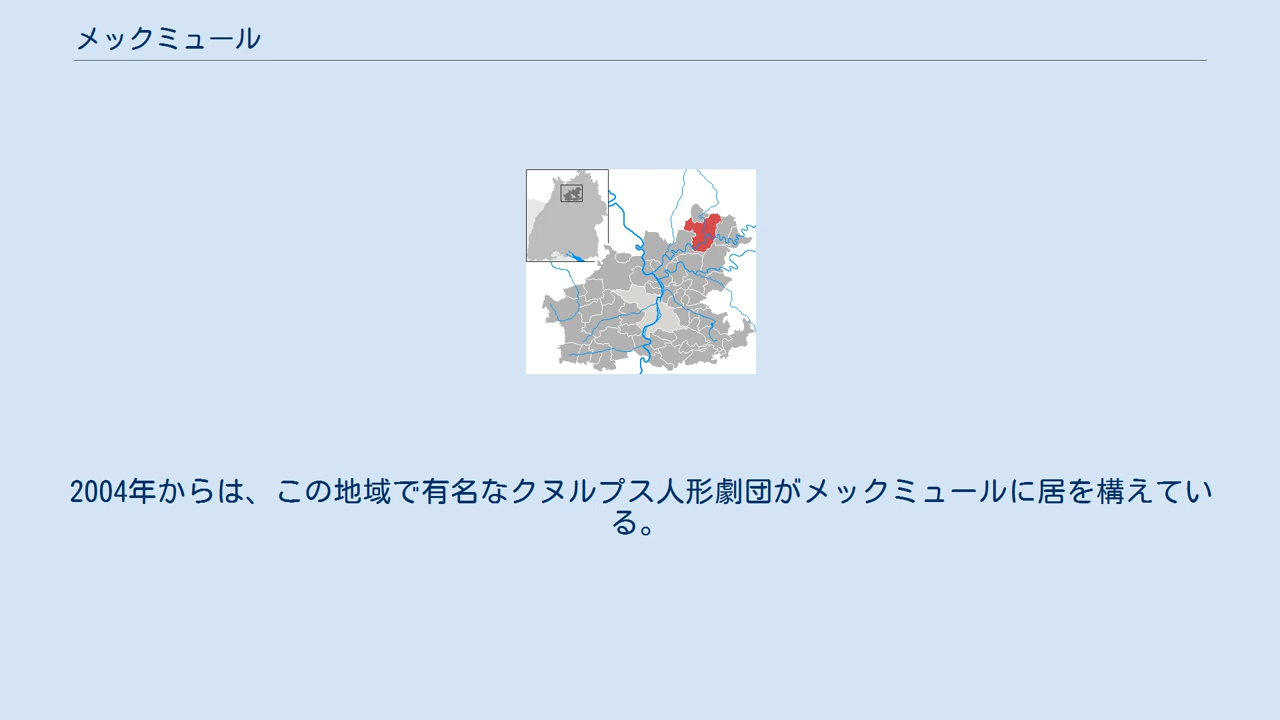 メックミュール
2004年からは、この地域で有名なクヌルプス人形劇団がメックミュールに居を構えてい
る。